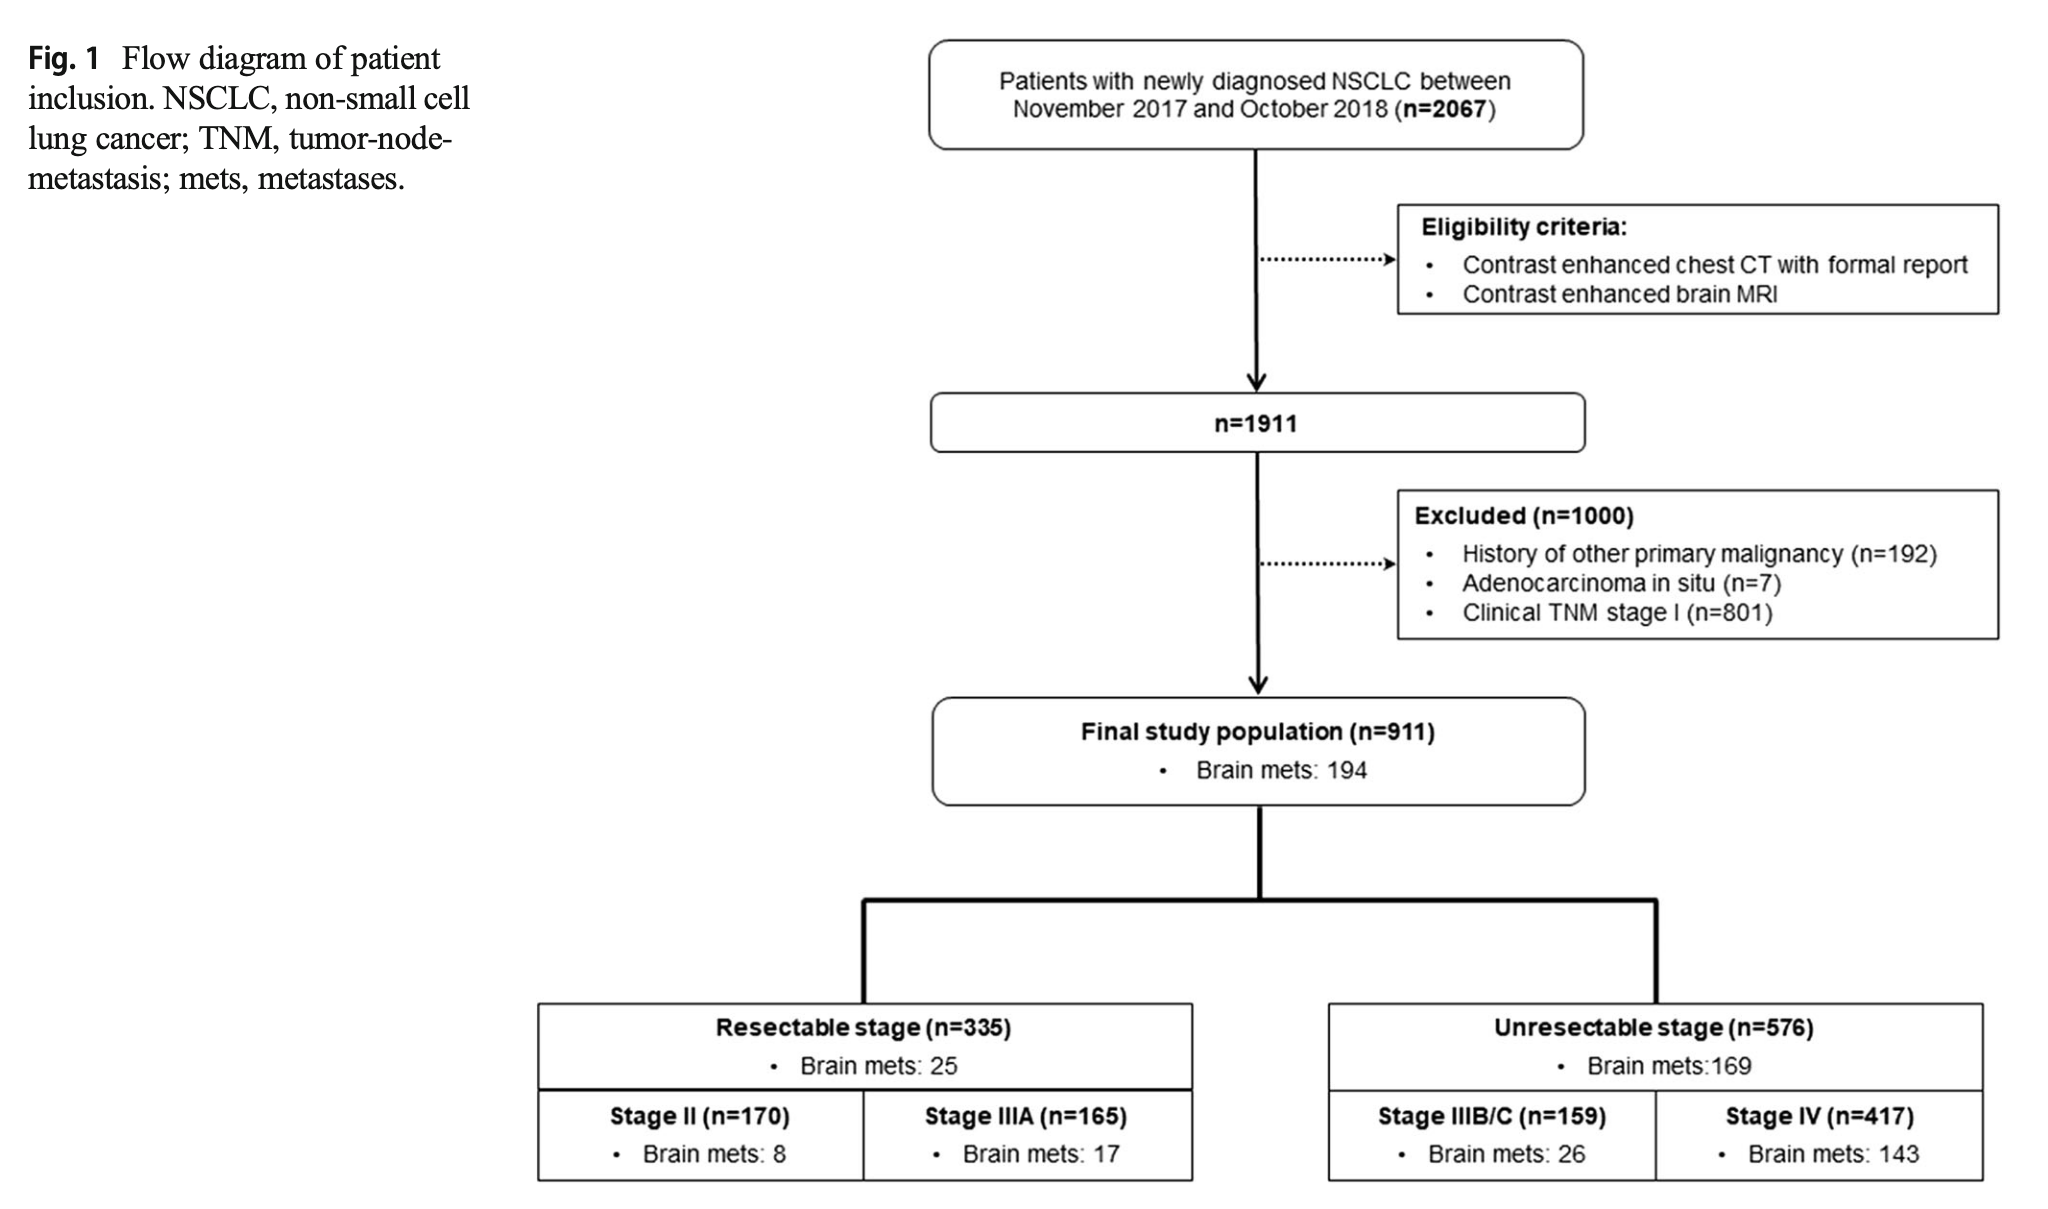 Fig. 1 Flow diagram of patient
inclusion. NSCLC, non-small cell
lung cancer; TNM, tumor-node-
metastasis; mets, metastases.
Patients with newly diagnosed NSCLC between
November 2017 and October 2018 (n=2067)
Eligibility criteria:
• Contrast enhanced chest CT with formal report
• Contrast enhanced brain MRI
n=1911
Excluded (n=1000)
• History of other primary malignancy (n=192)
• Adenocarcinoma in situ (n=7)
• Clinical TNM stage I (n=801)
Final study population (n=911)
• Brain mets: 194
Resectable stage (n=335)
• Brain mets: 25
Stage II (n=170)
• Brain mets: 8
Stage IIIA (n=165)
• Brain mets: 17
Unresectable stage (n=576)
• Brain mets:169
Stage IIIB/C (n=159)
• Brain mets: 26
Stage IV (n=417)
• Brain mets: 143